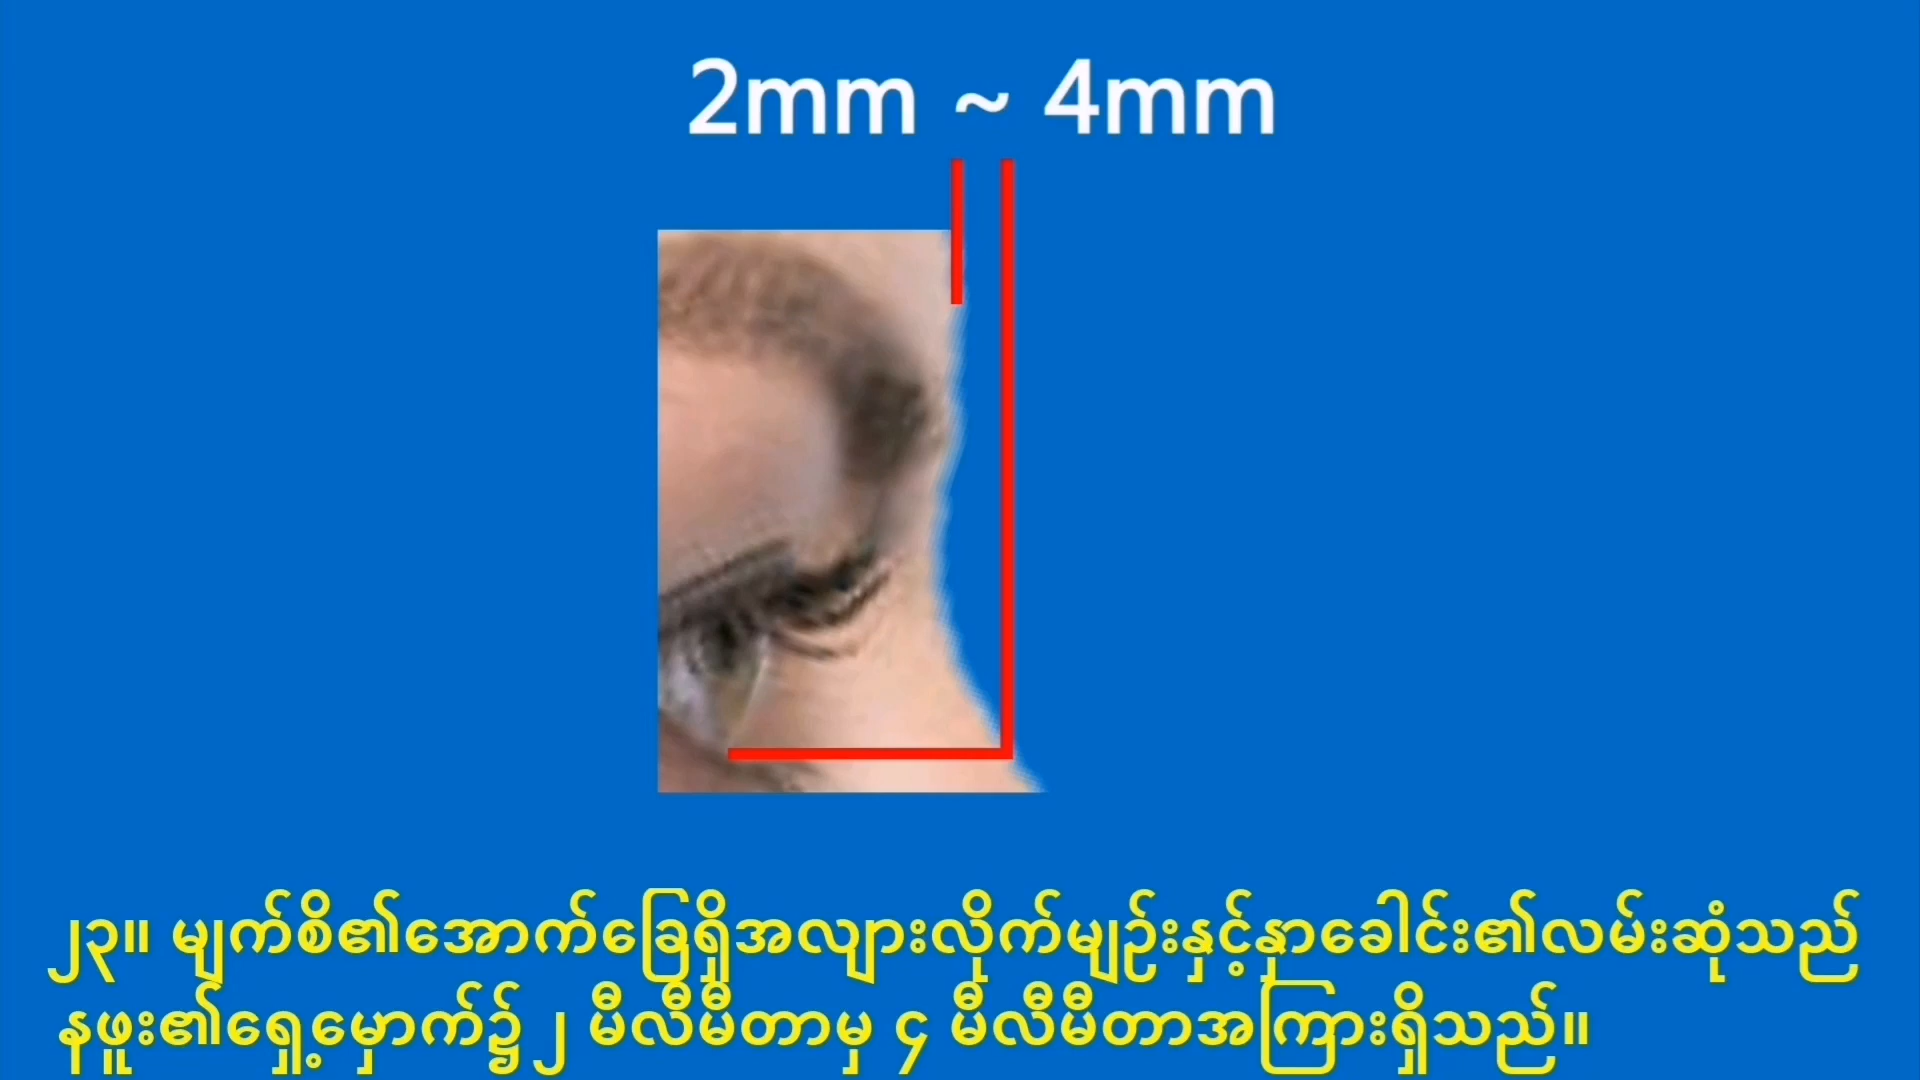 2mm ~ 4mm
၂၃။ မျက်စိ၏အောက်ခြေရှိအလျားလိုက်မျဉ်းနှင့်နှာခေါင်း၏လမ်းဆုံသည်
နဖူး၏ရှေ့မှောက်၌ ၂ မီလီမီတာမှ ၄ မီလီမီတာအကြားရှိသည်။